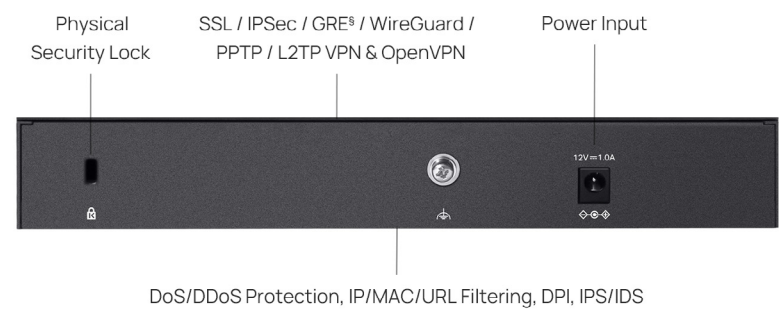 Physical
Security Lock
SSL / IPSec / GRE§ / WireGuard /
PPTP / L2TP VPN & OpenVPN
Power Input
12V⎓1.0A
DoS/DDoS Protection, IP/MAC/URL Filtering, DPI, IPS/IDS